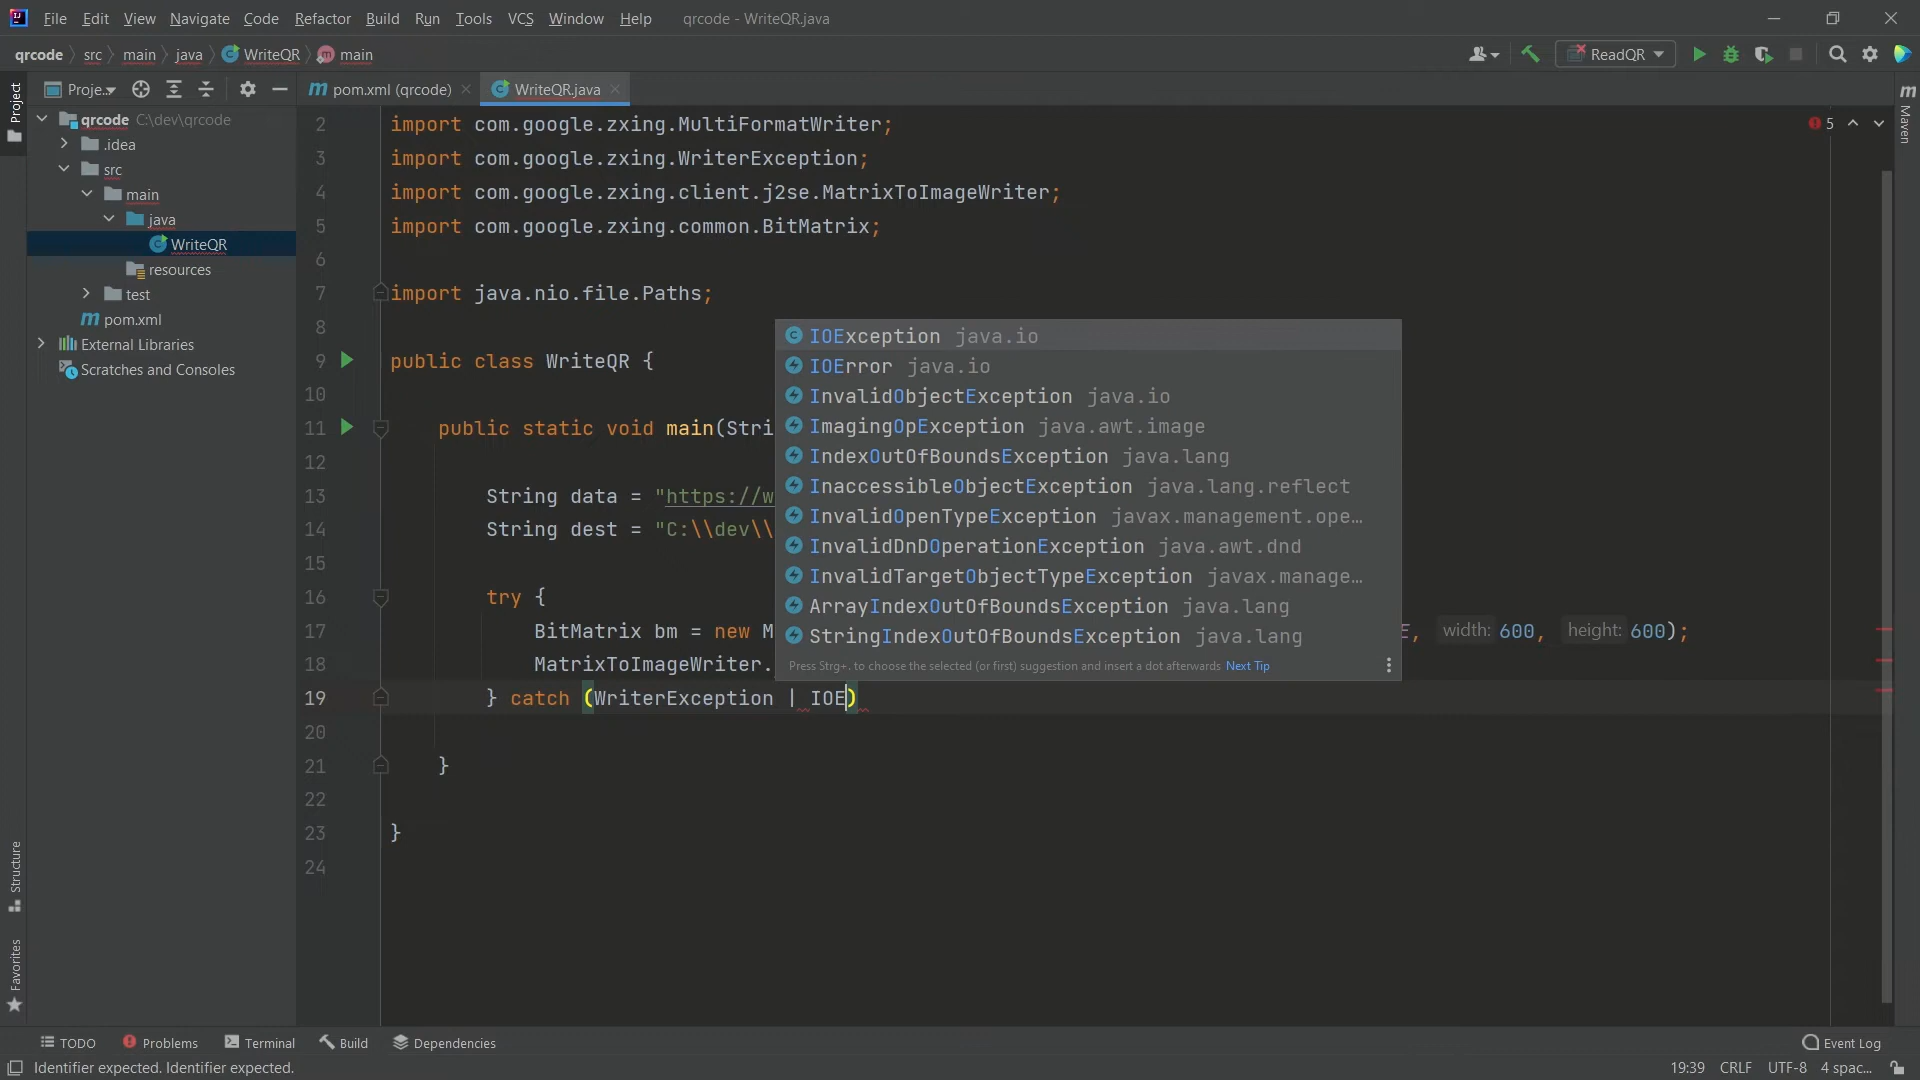 File Edit View Navigate Code Refactor Build Run Tools VCS Window Help qrcode - WriteQR.java
qrcode src main java WriteQR main ReadQR
Project
Proje... pom.xml (qrcode) WriteQR.java
Maven
qrcode C:\dev\qrcode
.idea
src
main
java
WriteQR
resources
test
pom.xml
External Libraries
Scratches and Consoles
5
2 import com.google.zxing.MultiFormatWriter;
3 import com.google.zxing.WriterException;
4 import com.google.zxing.client.j2se.MatrixToImageWriter;
5 import com.google.zxing.common.BitMatrix;
6
7 import java.nio.file.Paths;
8
9 public class WriteQR {
10
11 public static void main(Stri
12
13 String data = "https://w
14 String dest = "C:\\dev\\
15
16 try {
17 BitMatrix bm = new M E, width: 600, height: 600);
18 MatrixToImageWriter.
19 } catch (WriterException | IOE)
20
21 }
22
23 }
24
IOException java.io
IOError java.io
InvalidObjectException java.io
ImagingOpException java.awt.image
IndexOutOfBoundsException java.lang
InaccessibleObjectException java.lang.reflect
InvalidOpenTypeException javax.management.ope...
InvalidDnDOperationException java.awt.dnd
InvalidTargetObjectTypeException javax.manage...
ArrayIndexOutOfBoundsException java.lang
StringIndexOutOfBoundsException java.lang
Press Strg+. to choose the selected (or first) suggestion and insert a dot afterwards Next Tip
Structure
Favorites
TODO Problems Terminal Build Dependencies Event Log
Identifier expected. Identifier expected. 19:39 CRLF UTF-8 4 spac...